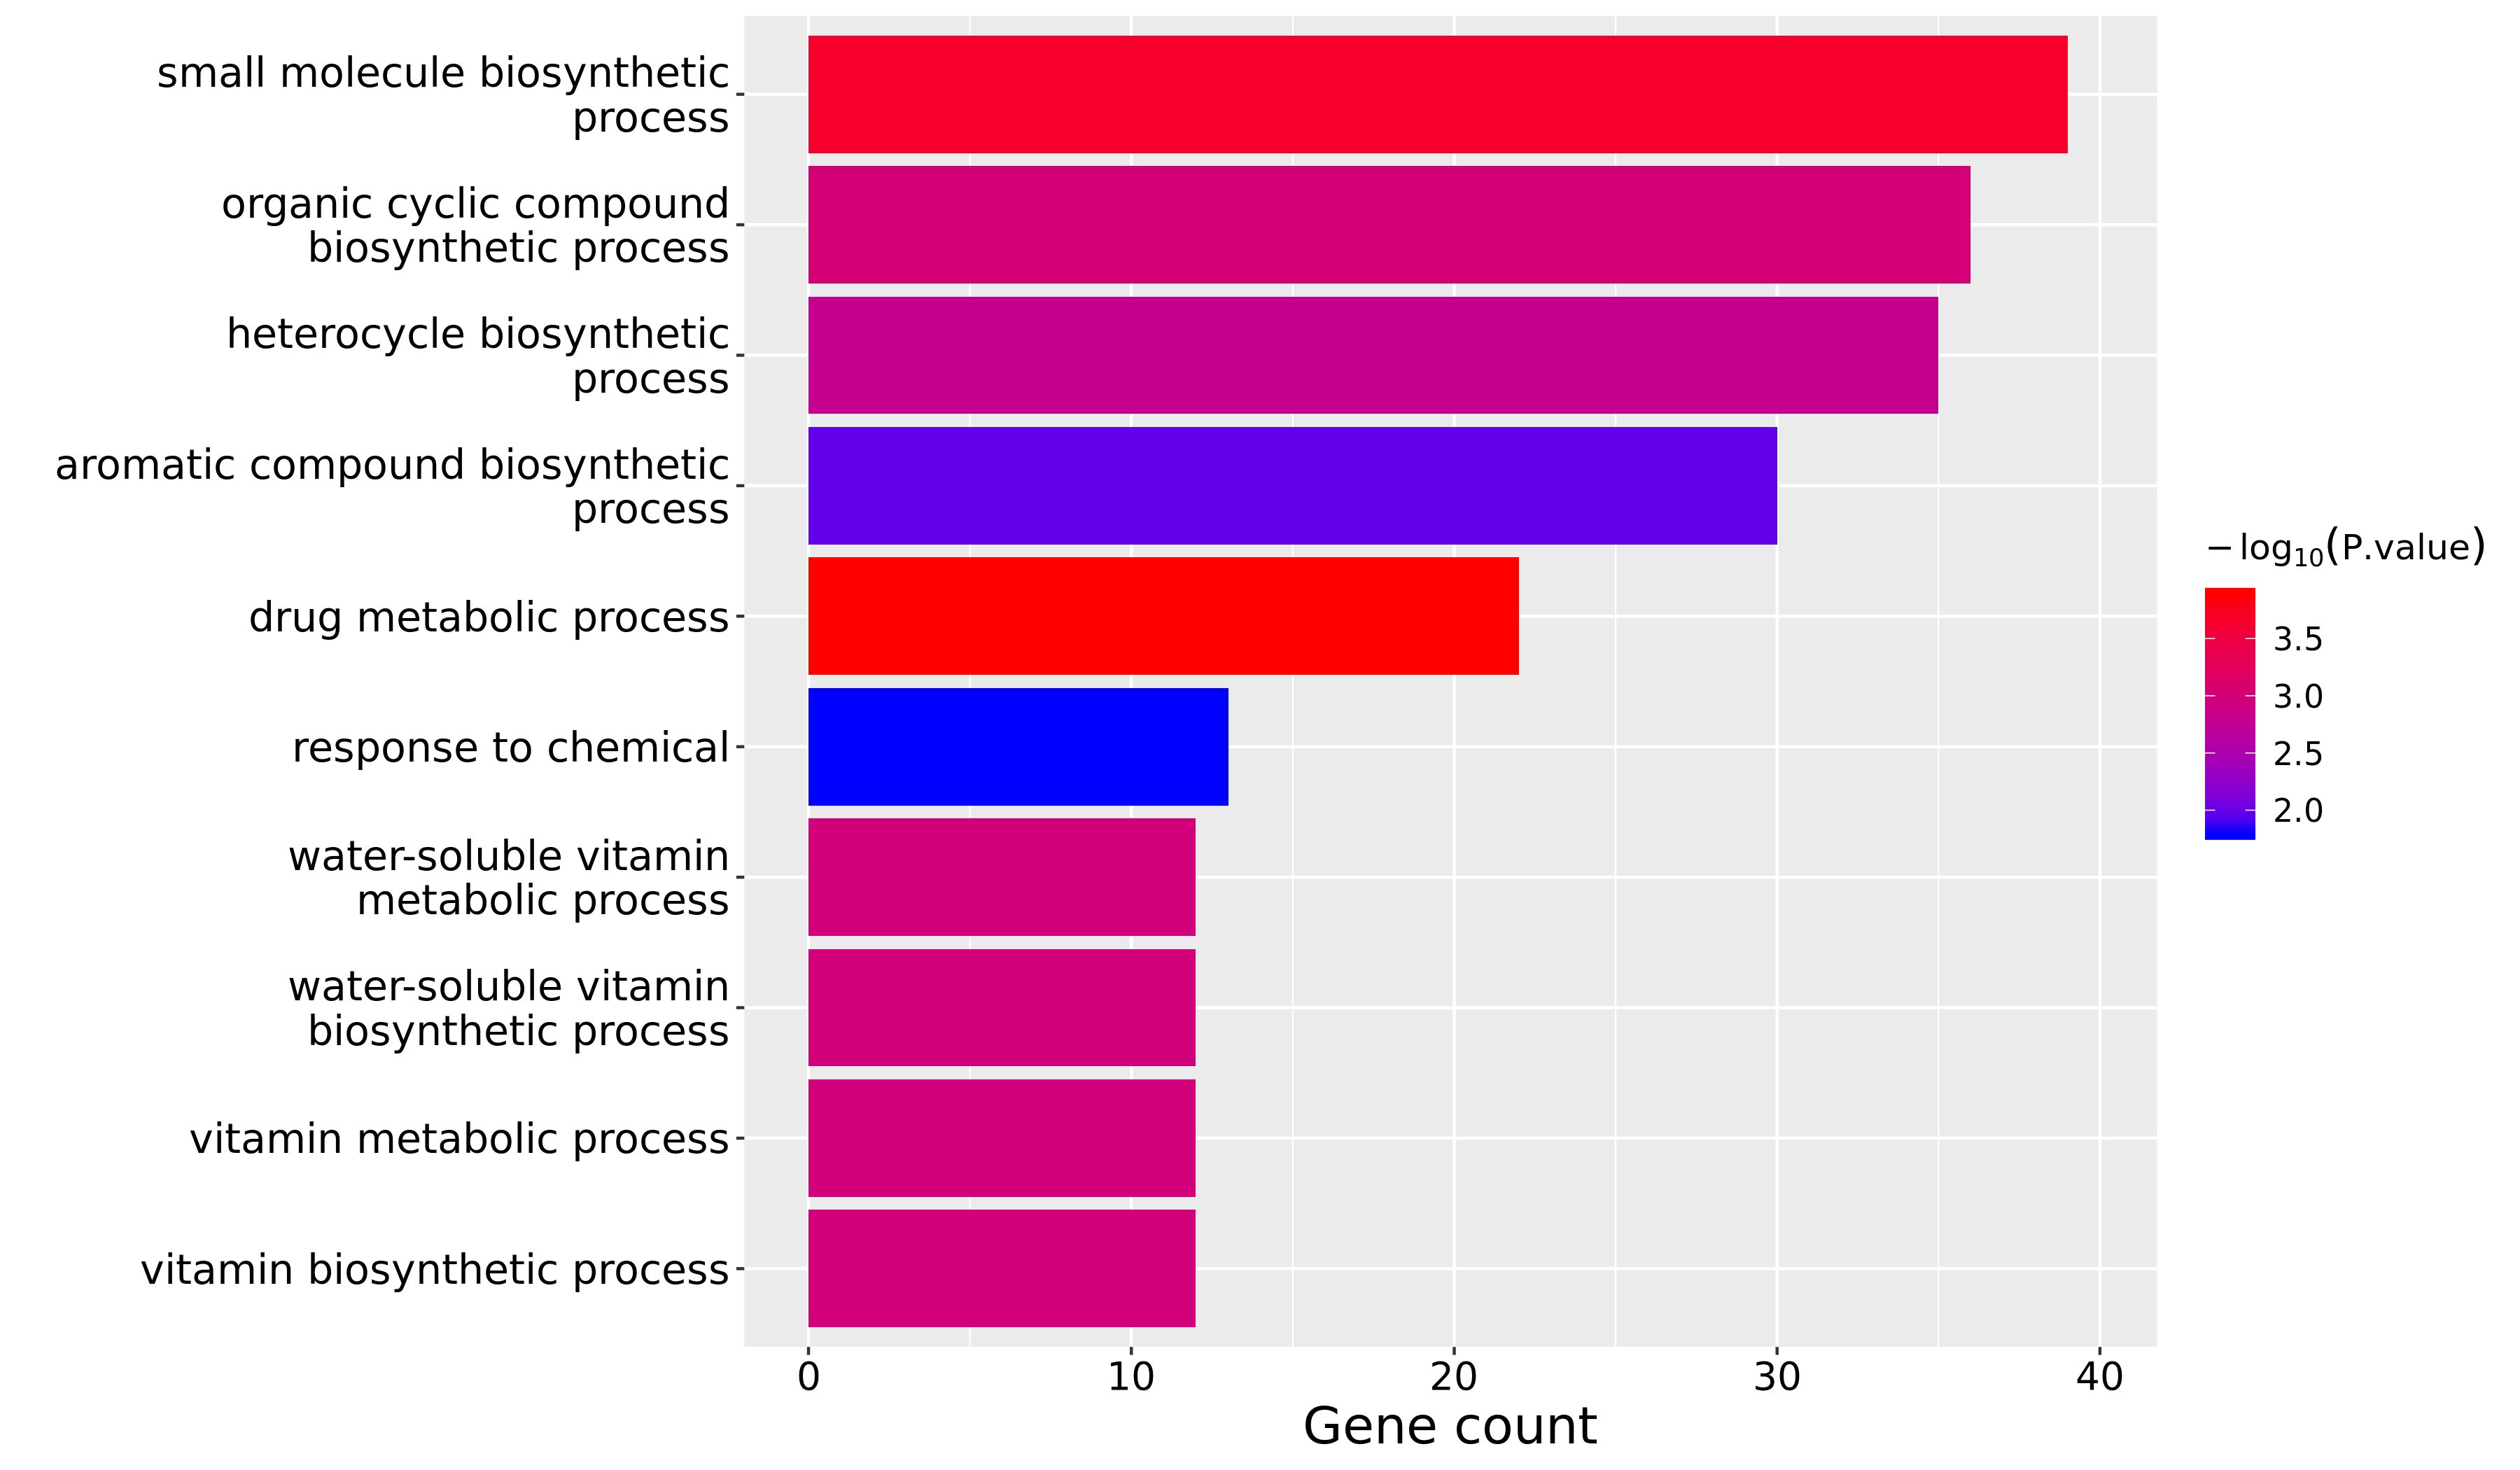 small molecule biosynthetic
process
organic cyclic compound
biosynthetic process
heterocycle biosynthetic
process
aromatic compound biosynthetic
process
drug metabolic process
response to chemical
water-soluble vitamin
metabolic process
water-soluble vitamin
biosynthetic process
vitamin metabolic process
vitamin biosynthetic process
0 10 20 30 40
Gene count
− log10(P.value)
3.5
3.0
2.5
2.0